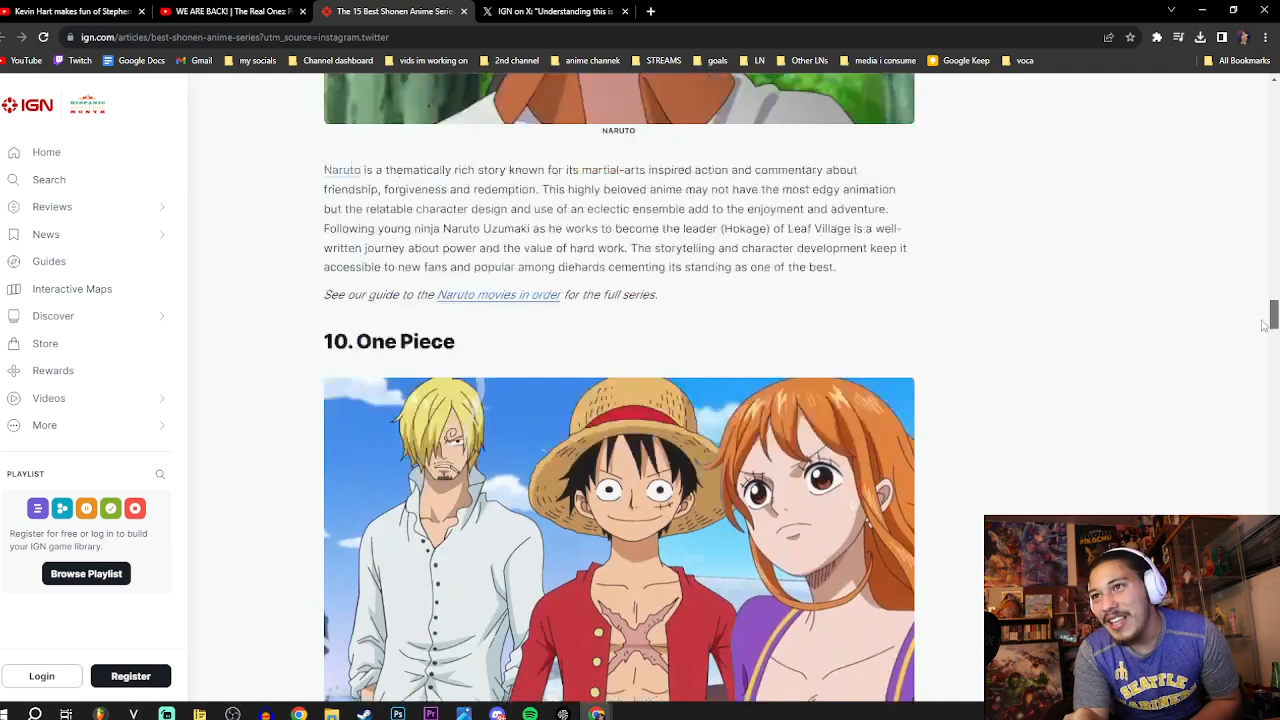 Kevin Hart makes fun of Stephen
WE ARE BACK! | The Real Onez P
The 15 Best Shonen Anime Series
IGN on X: "Understanding this is
ign.com/articles/best-shonen-anime-series?utm_source=instagram.twitter
YouTube
Twitch
Google Docs
Gmail
my socials
Channel dashboard
vids im working on
2nd channel
anime channel
STREAMS
goals
LN
Other LNs
media i consume
Google Keep
voca
All Bookmarks
IGN
HISPANIC
MONTH
Home
Search
Reviews
News
Guides
Interactive Maps
Discover
Store
Rewards
Videos
More
PLAYLIST
Register for free or log in to build
your IGN game library.
Browse Playlist
Login
Register
NARUTO
Naruto is a thematically rich story known for its martial-arts inspired action and commentary about
friendship, forgiveness and redemption. This highly beloved anime may not have the most edgy animation
but the relatable character design and use of an eclectic ensemble add to the enjoyment and adventure.
Following young ninja Naruto Uzumaki as he works to become the leader (Hokage) of Leaf Village is a well-
written journey about power and the value of hard work. The storytelling and character development keep it
accessible to new fans and popular among diehards cementing its standing as one of the best.
See our guide to the Naruto movies in order for the full series.
10. One Piece
PIKACHU
SEATTLE
MARINERS